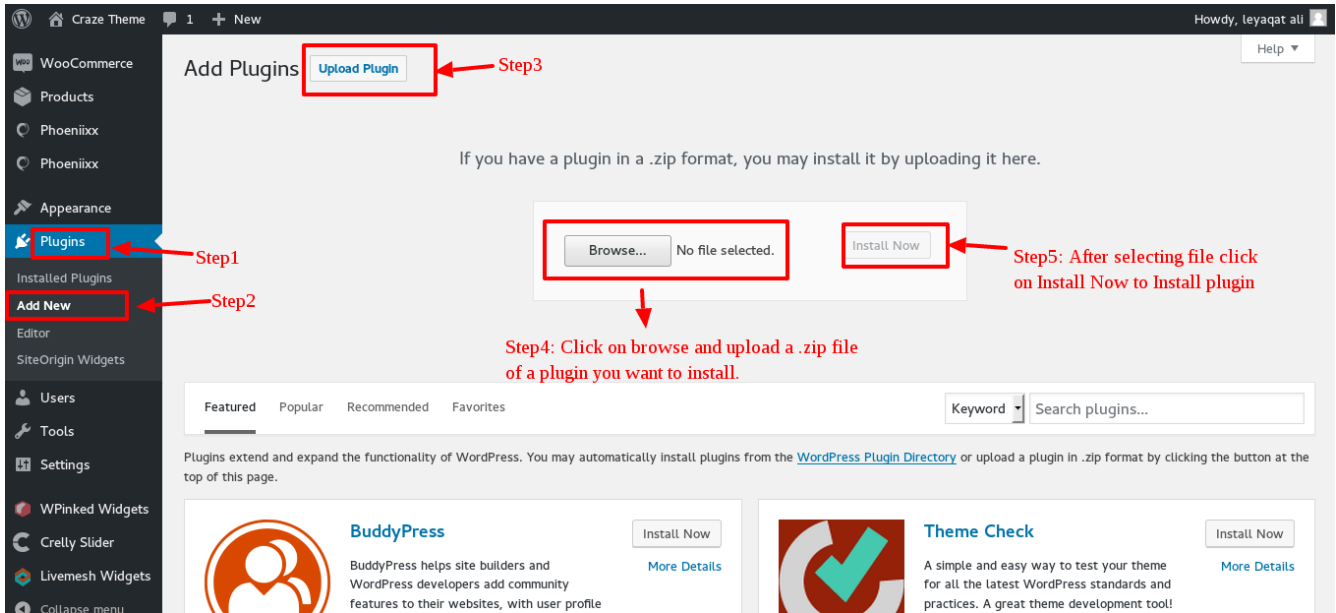 Craze Theme 1 + New Howdy, leyaqat ali
Help ▼
WooCommerce
Products
Phoeniixx
Phoeniixx
Appearance
Plugins
Installed Plugins
Add New
Editor
SiteOrigin Widgets
Users
Tools
Settings
WPinked Widgets
Crelly Slider
Livemesh Widgets
Collapse menu
Step1
Step2
Add Plugins Upload Plugin Step3
If you have a plugin in a .zip format, you may install it by uploading it here.
Browse... No file selected. Install Now
Step5: After selecting file click
on Install Now to Install plugin
Step4: Click on browse and upload a .zip file
of a plugin you want to install.
Featured Popular Recommended Favorites Keyword Search plugins...
Plugins extend and expand the functionality of WordPress. You may automatically install plugins from the WordPress Plugin Directory or upload a plugin in .zip format by clicking the button at the
top of this page.
BuddyPress Install Now
More Details
BuddyPress helps site builders and
WordPress developers add community
features to their websites, with user profile
Theme Check Install Now
More Details
A simple and easy way to test your theme
for all the latest WordPress standards and
practices. A great theme development tool!